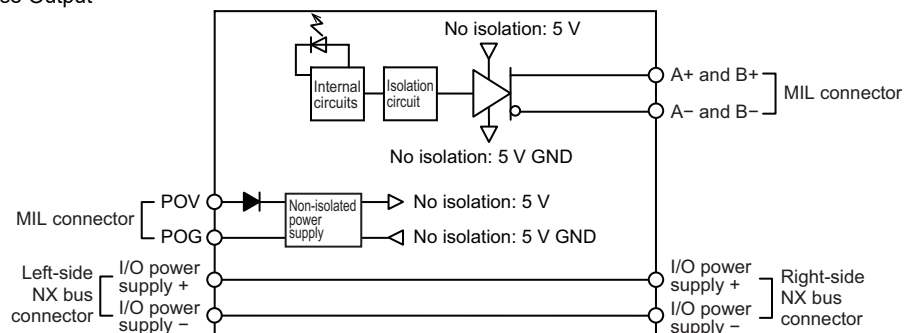 Output
No isolation: 5 V
Internal
circuits
Isolation
circuit
A+ and B+
A− and B−
MIL connector
No isolation: 5 V GND
MIL connector
POV
POG
Non-isolated
power
supply
No isolation: 5 V
No isolation: 5 V GND
Left-side
NX bus
connector
I/O power
supply +
I/O power
supply −
I/O power
supply +
I/O power
supply −
Right-side
NX bus
connector